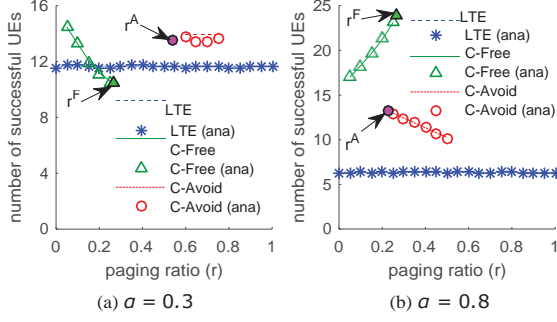 number of successful UEs
16
12
8
4
0
r^A
r^F
LTE
LTE (ana)
C-Free
C-Free (ana)
C-Avoid
C-Avoid (ana)
0 0.2 0.4 0.6 0.8 1.0
paging ratio (r)
(a) a = 0.3
number of successful UEs
25
20
15
10
5
0
r^F
r^A
LTE
LTE (ana)
C-Free
C-Free (ana)
C-Avoid
C-Avoid (ana)
0 0.2 0.4 0.6 0.8 1
paging ratio (r)
(b) a = 0.8